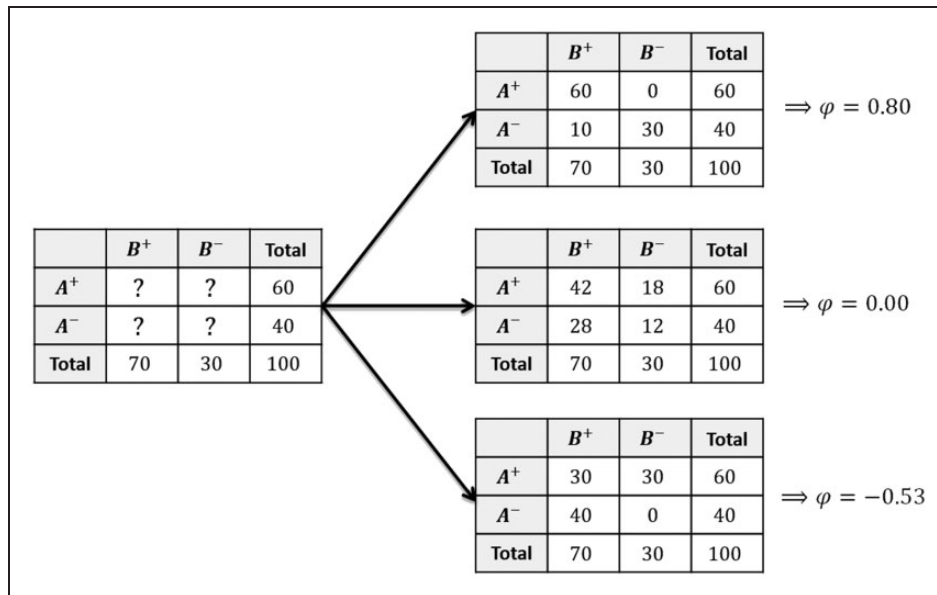 B⁺ B⁻ Total
A⁺ 60 0 60
A⁻ 10 30 40
Total 70 30 100
⟹ φ = 0.80
B⁺ B⁻ Total
A⁺ ? ? 60
A⁻ ? ? 40
Total 70 30 100
B⁺ B⁻ Total
A⁺ 42 18 60
A⁻ 28 12 40
Total 70 30 100
⟹ φ = 0.00
B⁺ B⁻ Total
A⁺ 30 30 60
A⁻ 40 0 40
Total 70 30 100
⟹ φ = −0.53